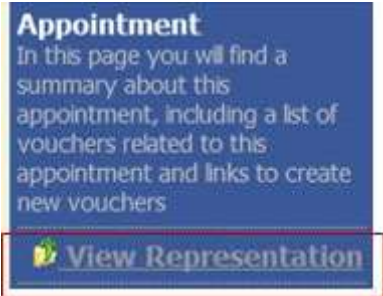 Appointment
In this page you will find a
summary about this
appointment, including a list of
vouchers related to this
appointment and links to create
new vouchers
View Representation